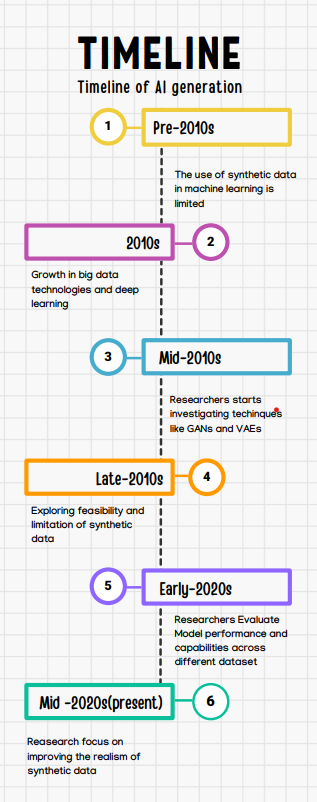 TIMELINE
Timeline of AI generation
1
Pre-2010s
The use of synthetic data
in machine learning is
limited
2010s
2
Growth in big data
technologies and deep
learning
3
Mid-2010s
Researchers starts
investigating techinques
like GANs and VAEs
Late-2010s
4
Exploring feasibility and
limitation of synthetic
data
5
Early-2020s
Researchers Evaluate
Model performance and
capabilities across
different dataset
Mid -2020s(present)
6
Reasearch focus on
improving the realism of
synthetic data